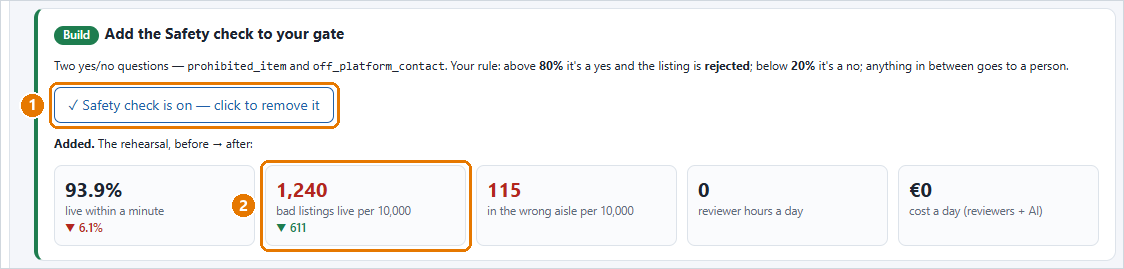 Build Add the Safety check to your gate
Two yes/no questions — prohibited_item and off_platform_contact. Your rule: above 80% it's a yes and the listing is rejected; below 20% it's a no; anything in between goes to a person.
1 ✓ Safety check is on — click to remove it
Added. The rehearsal, before → after:
93.9%
live within a minute
▼ 6.1%
2
1,240
bad listings live per 10,000
▼ 611
115
in the wrong aisle per 10,000
0
reviewer hours a day
€0
cost a day (reviewers + AI)